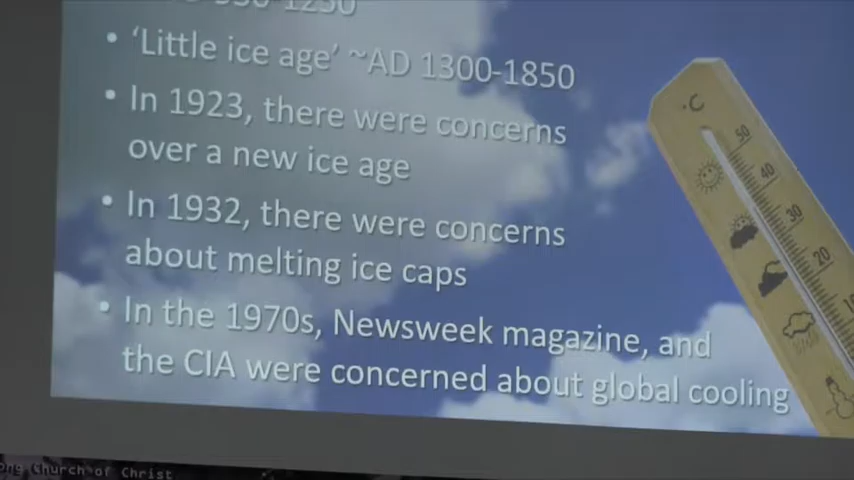 • 'Little ice age' ~AD 1300-1850
• In 1923, there were concerns
over a new ice age
• In 1932, there were concerns
about melting ice caps
• In the 1970s, Newsweek magazine, and
the CIA were concerned about global cooling
°C
50
40
30
20
Church of Christ